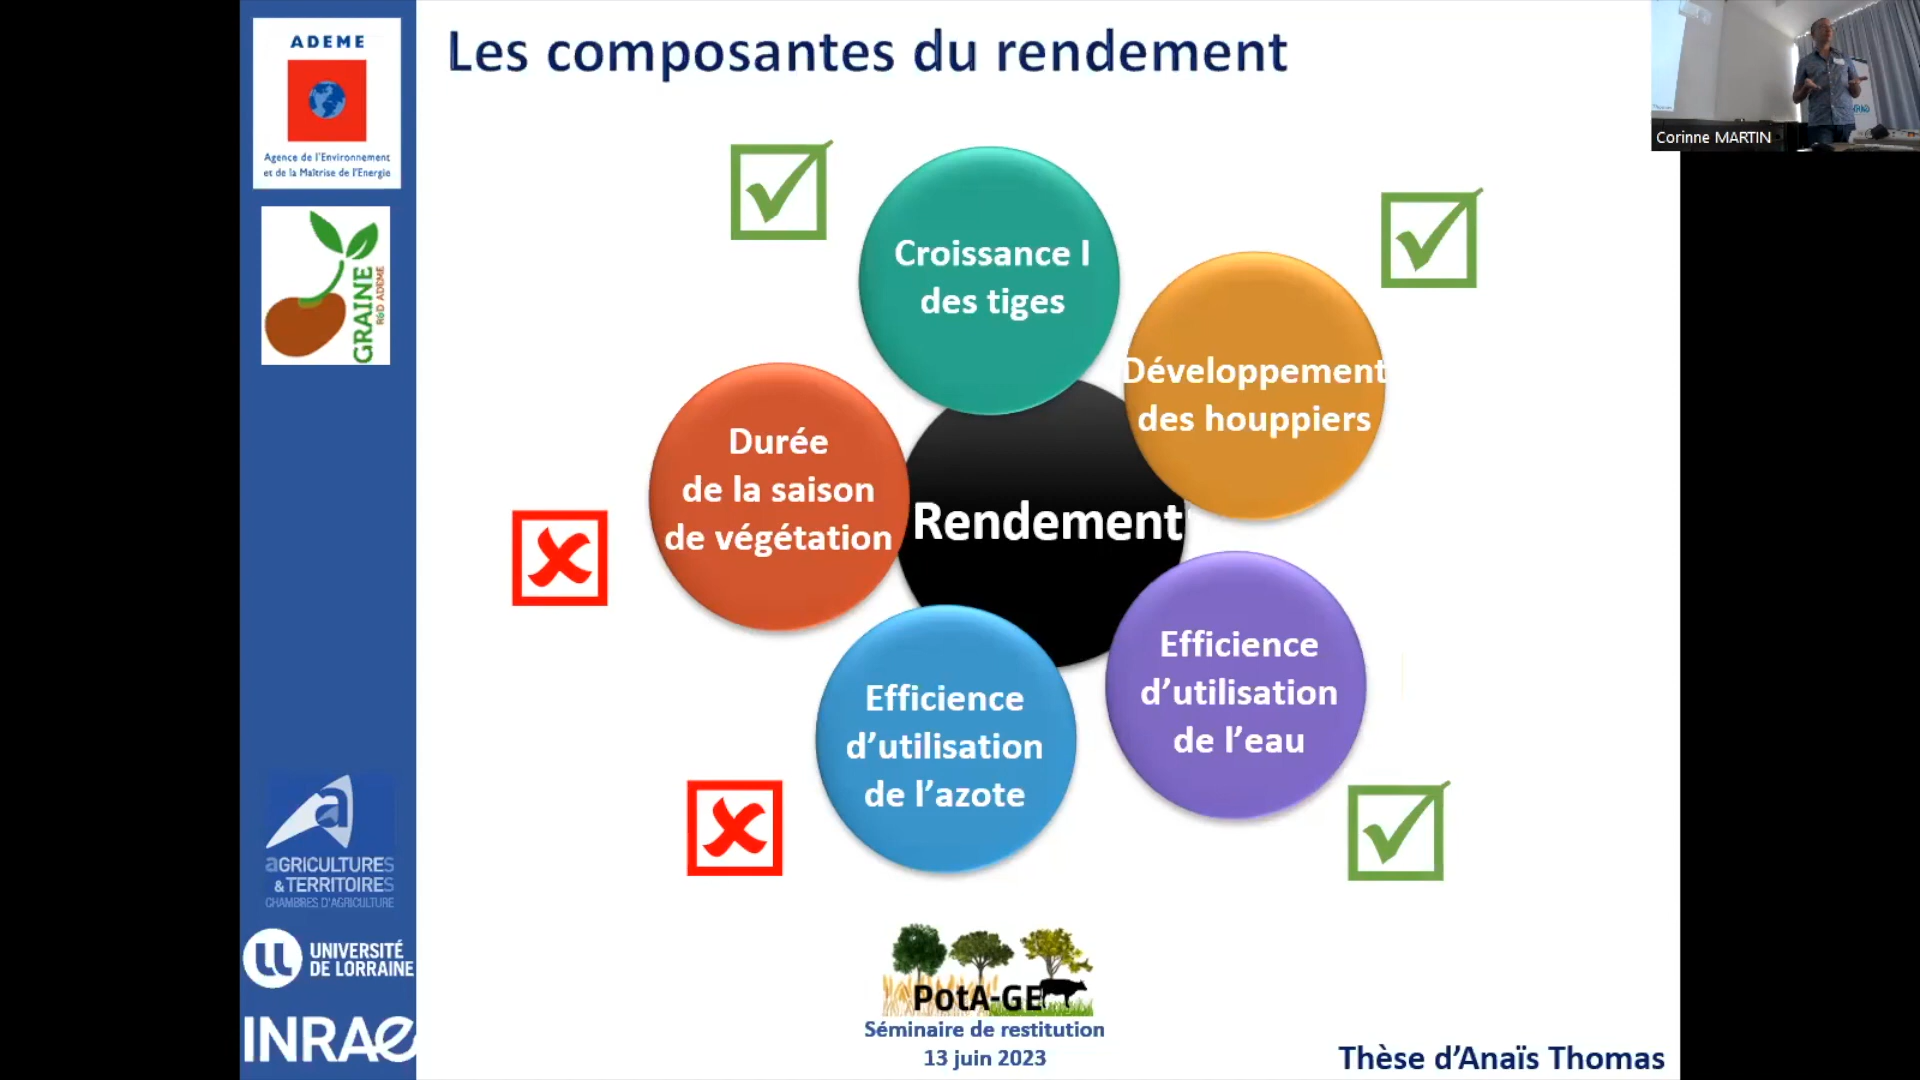 ADEME
Agence de l'Environnement
et de la Maîtrise de l'Energie
GRAINE
R&D ADEME
AGRICULTURES
& TERRITOIRES
CHAMBRES D'AGRICULTURE
UNIVERSITÉ
DE LORRAINE
INRAE
Les composantes du rendement
Croissance I
des tiges
Développement
des houppiers
Durée
de la saison
de végétation
Rendement
Efficience
d'utilisation
de l'eau
Efficience
d'utilisation
de l'azote
PotA-GE
Séminaire de restitution
13 juin 2023
Thèse d'Anaïs Thomas
Corinne MARTIN